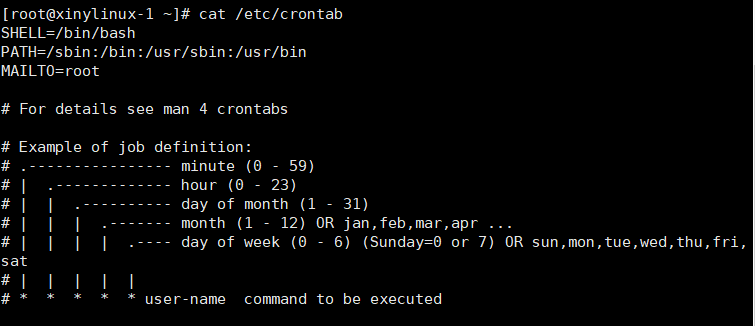 [root@xinylinux-1 ~]# cat /etc/crontab
SHELL=/bin/bash
PATH=/sbin:/bin:/usr/sbin:/usr/bin
MAILTO=root

# For details see man 4 crontabs

# Example of job definition:
# .---------------- minute (0 - 59)
# |  .------------- hour (0 - 23)
# |  |  .---------- day of month (1 - 31)
# |  |  |  .------- month (1 - 12) OR jan,feb,mar,apr ...
# |  |  |  |  .---- day of week (0 - 6) (Sunday=0 or 7) OR sun,mon,tue,wed,thu,fri,
sat
# |  |  |  |  |
# *  *  *  *  * user-name  command to be executed